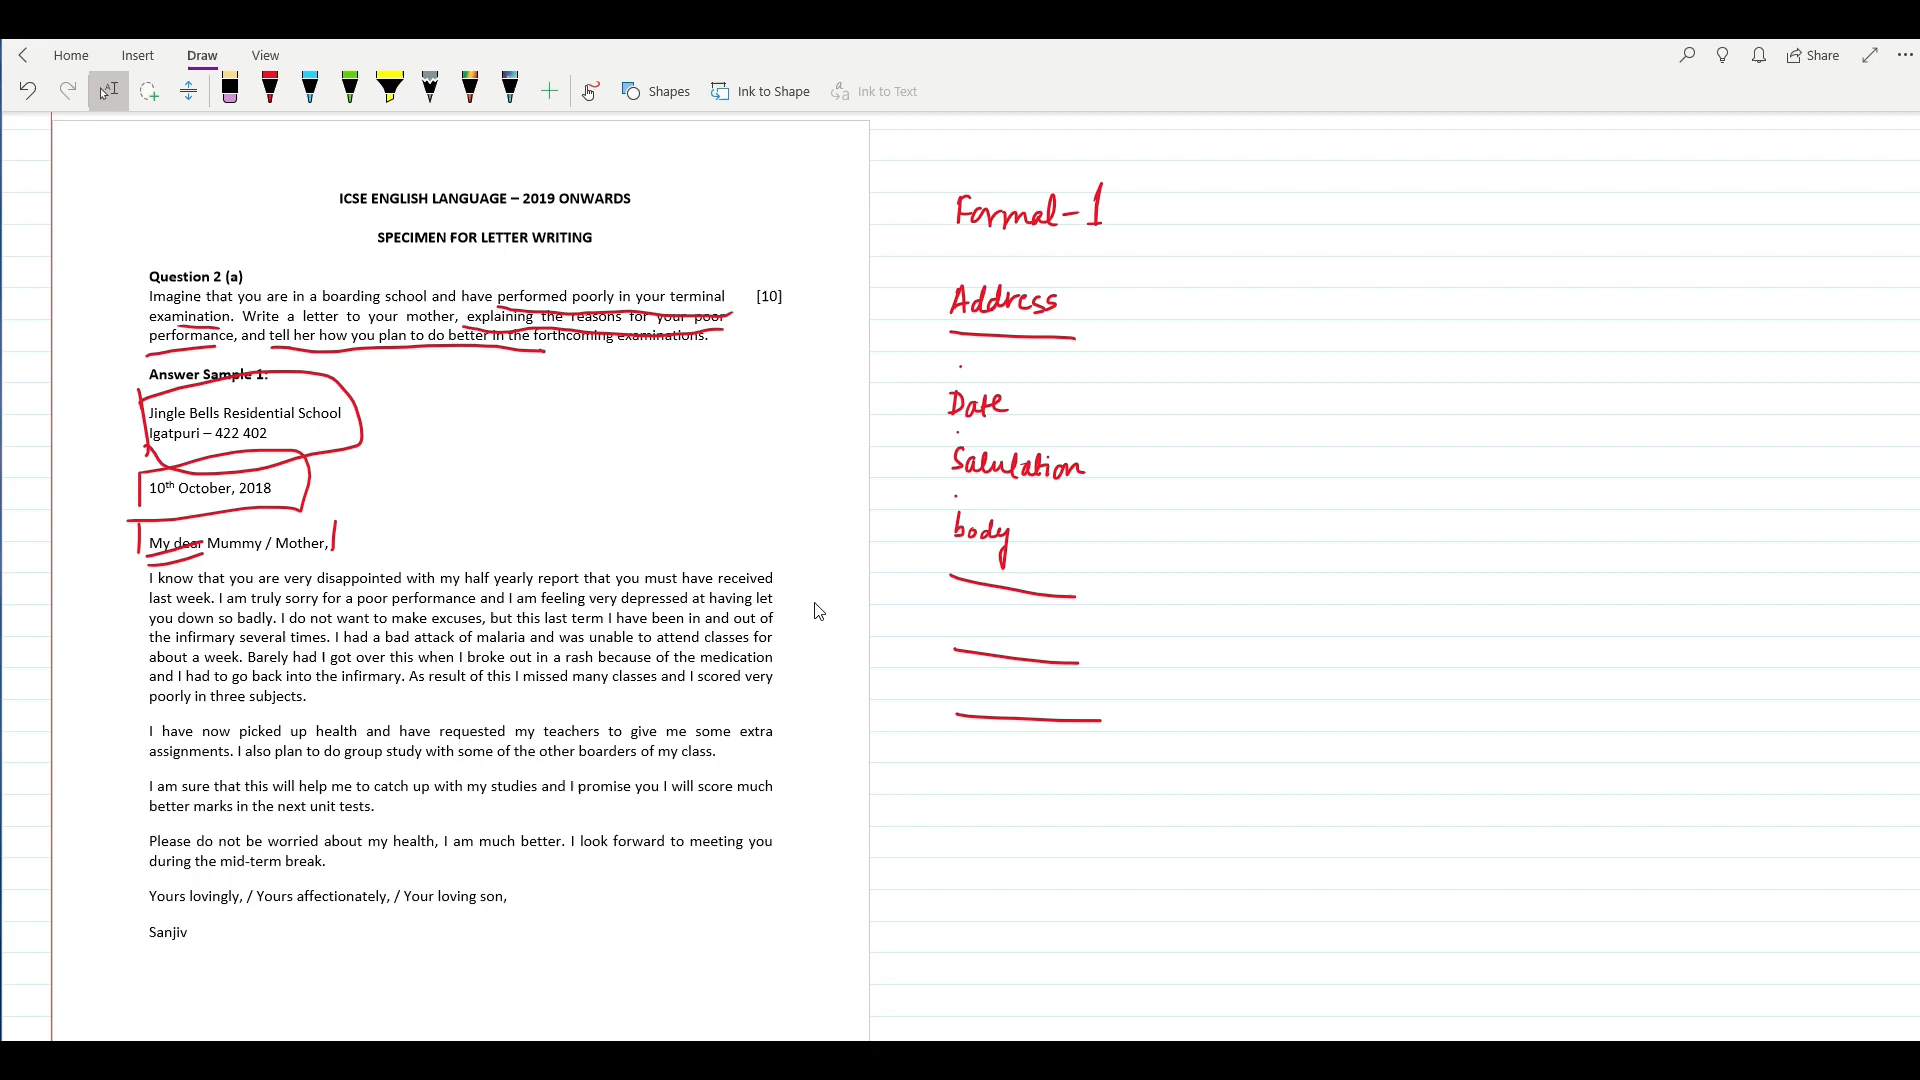 Home Insert Draw View Share
Shapes Ink to Shape Ink to Text
ICSE ENGLISH LANGUAGE – 2019 ONWARDS
SPECIMEN FOR LETTER WRITING
Question 2 (a)
Imagine that you are in a boarding school and have performed poorly in your terminal [10]
examination. Write a letter to your mother, explaining the reasons for your poor
performance, and tell her how you plan to do better in the forthcoming examinations.
Answer Sample 1:
Jingle Bells Residential School
Igatpuri – 422 402
10th October, 2018
My dear Mummy / Mother,
I know that you are very disappointed with my half yearly report that you must have received
last week. I am truly sorry for a poor performance and I am feeling very depressed at having let
you down so badly. I do not want to make excuses, but this last term I have been in and out of
the infirmary several times. I had a bad attack of malaria and was unable to attend classes for
about a week. Barely had I got over this when I broke out in a rash because of the medication
and I had to go back into the infirmary. As result of this I missed many classes and I scored very
poorly in three subjects.
I have now picked up health and have requested my teachers to give me some extra
assignments. I also plan to do group study with some of the other boarders of my class.
I am sure that this will help me to catch up with my studies and I promise you I will score much
better marks in the next unit tests.
Please do not be worried about my health, I am much better. I look forward to meeting you
during the mid-term break.
Yours lovingly, / Yours affectionately, / Your loving son,
Sanjiv
Formal - 1
Address
Date
Salutation
body